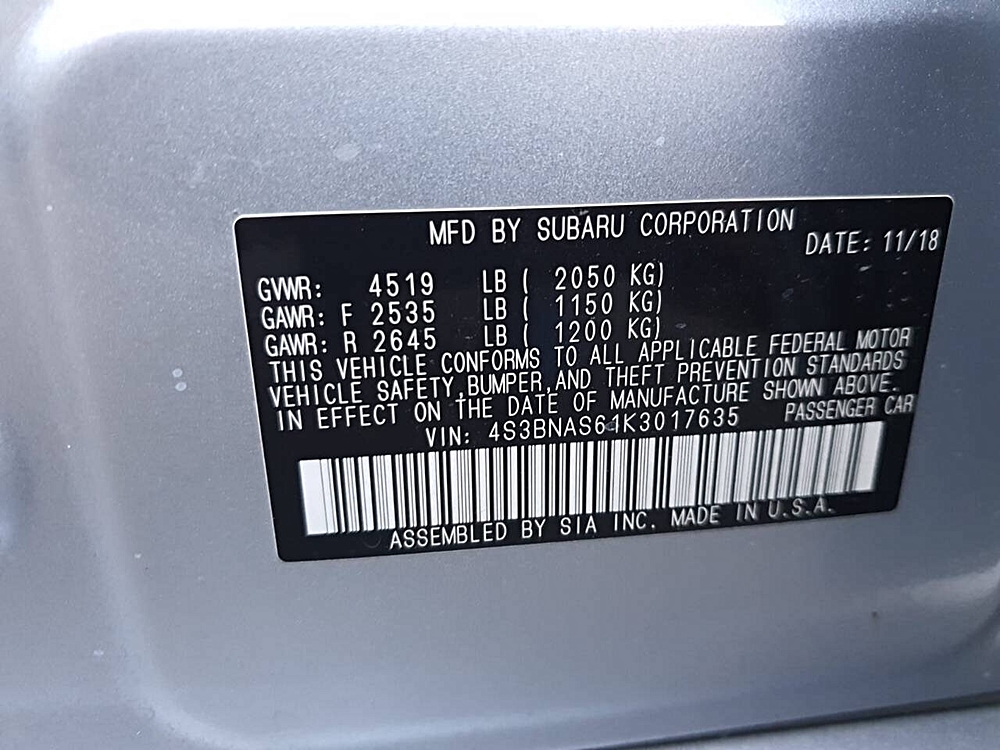 MFD BY SUBARU CORPORATION
DATE: 11/18
GVWR: 4519 LB ( 2050 KG)
GAWR: F 2535 LB ( 1150 KG)
GAWR: R 2645 LB ( 1200 KG)
THIS VEHICLE CONFORMS TO ALL APPLICABLE FEDERAL MOTOR
VEHICLE SAFETY,BUMPER,AND THEFT PREVENTION STANDARDS
IN EFFECT ON THE DATE OF MANUFACTURE SHOWN ABOVE.
VIN: 4S3BNAS61K3017635 PASSENGER CAR
ASSEMBLED BY SIA INC. MADE IN U.S.A.